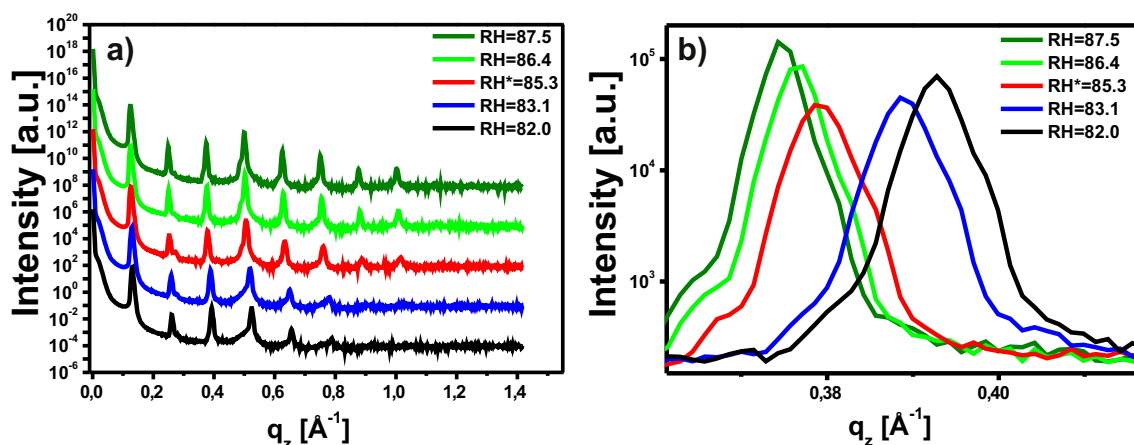 a)
Intensity [a.u.]
10^20
10^18
10^16
10^14
10^12
10^10
10^8
10^6
10^4
10^2
10^0
10^-2
10^-4
10^-6
RH=87.5
RH=86.4
RH*=85.3
RH=83.1
RH=82.0
0,0 0,2 0,4 0,6 0,8 1,0 1,2 1,4
q_z [Å^-1]
b)
Intensity [a.u.]
10^5
10^4
10^3
RH=87.5
RH=86.4
RH*=85.3
RH=83.1
RH=82.0
0,38 0,40
q_z [Å^-1]